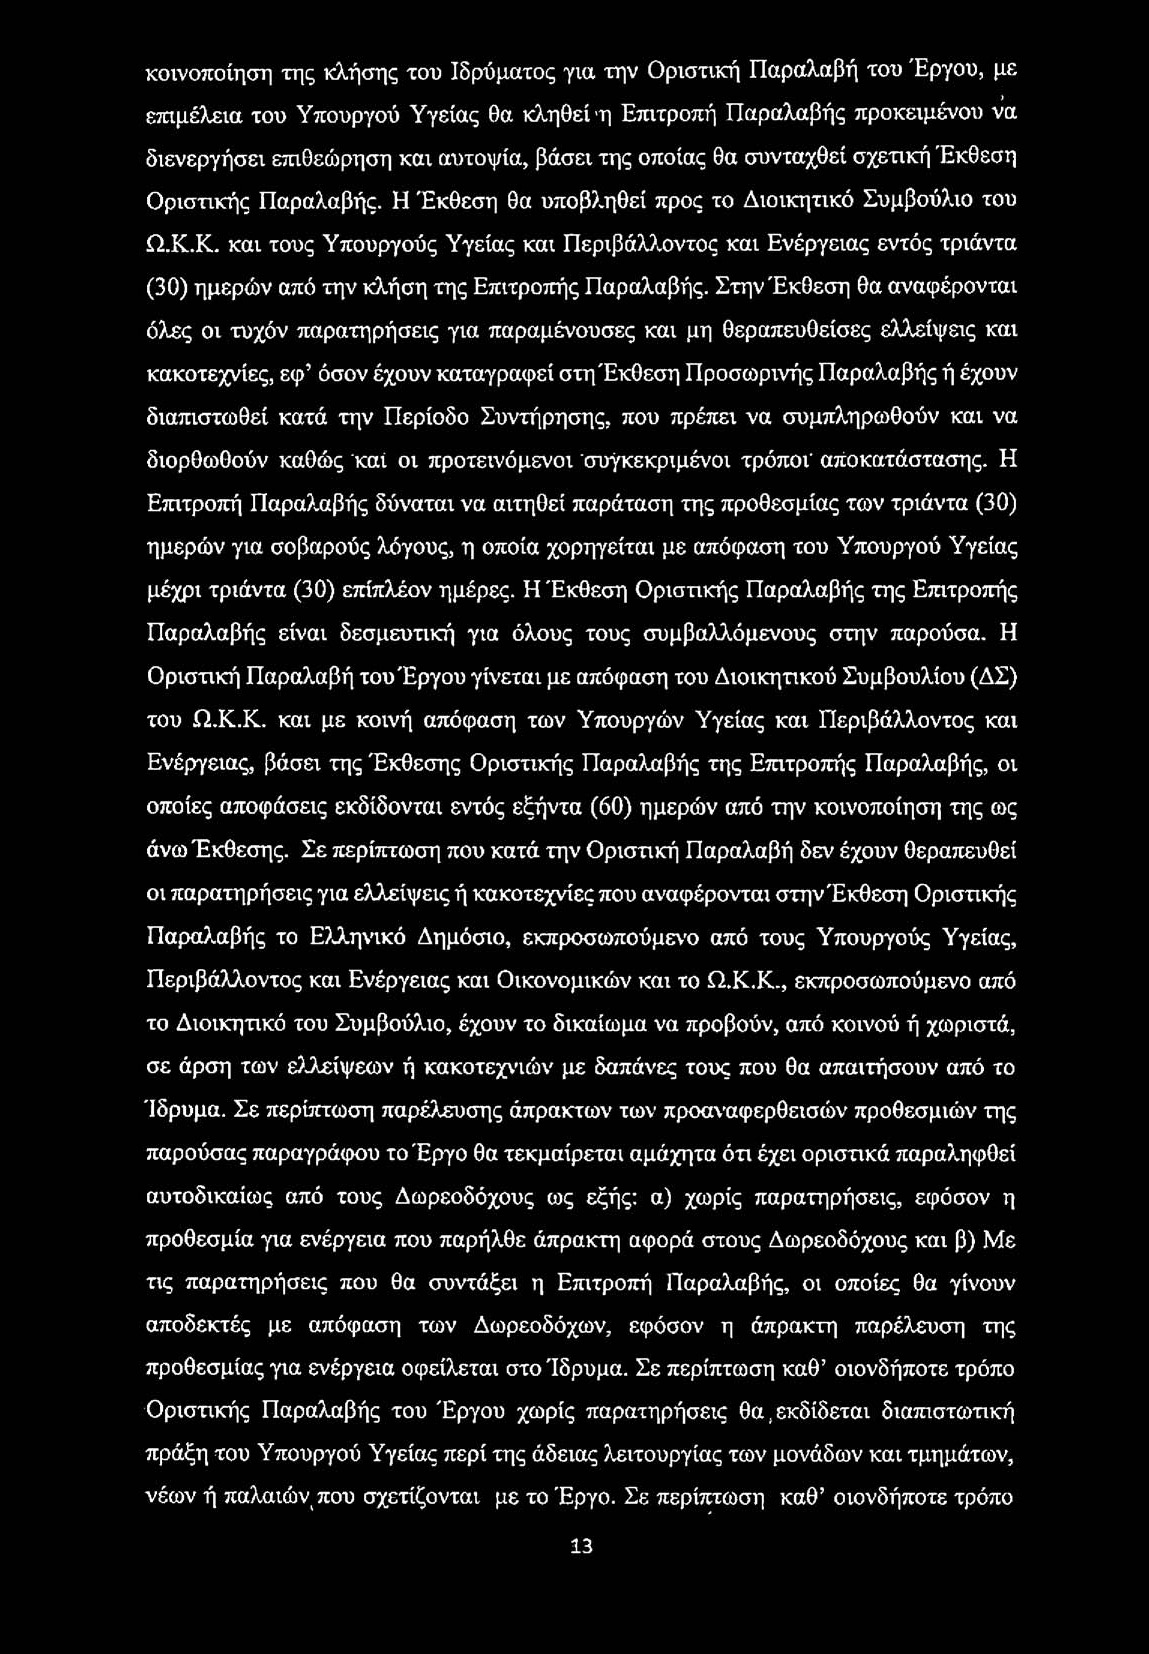 κοινοποίηση της κλήσης του Ιδρύματος για την Οριστική Παραλαβή του Έργου, με
επιμέλεια του Υπουργού Υγείας θα κληθεί η Επιτροπή Παραλαβής προκειμένου να
διενεργήσει επιθεώρηση και αυτοψία, βάσει της οποίας θα συνταχθεί σχετική Έκθεση
Οριστικής Παραλαβής. Η Έκθεση θα υποβληθεί προς το Διοικητικό Συμβούλιο του
Ω.Κ.Κ. και τους Υπουργούς Υγείας και Περιβάλλοντος και Ενέργειας εντός τριάντα
(30) ημερών από την κλήση της Επιτροπής Παραλαβής. Στην Έκθεση θα αναφέρονται
όλες οι τυχόν παρατηρήσεις για παραμένουσες και μη θεραπευθείσες ελλείψεις και
κακοτεχνίες, εφ’ όσον έχουν καταγραφεί στη Έκθεση Προσωρινής Παραλαβής ή έχουν
διαπιστωθεί κατά την Περίοδο Συντήρησης, που πρέπει να συμπληρωθούν και να
διορθωθούν καθώς και οι προτεινόμενοι συγκεκριμένοι τρόποι αποκατάστασης. Η
Επιτροπή Παραλαβής δύναται να αιτηθεί παράταση της προθεσμίας των τριάντα (30)
ημερών για σοβαρούς λόγους, η οποία χορηγείται με απόφαση του Υπουργού Υγείας
μέχρι τριάντα (30) επίπλέον ημέρες. Η Έκθεση Οριστικής Παραλαβής της Επιτροπής
Παραλαβής είναι δεσμευτική για όλους τους συμβαλλόμενους στην παρούσα. Η
Οριστική Παραλαβή του Έργου γίνεται με απόφαση του Διοικητικού Συμβουλίου (ΔΣ)
του Ω.Κ.Κ. και με κοινή απόφαση των Υπουργών Υγείας και Περιβάλλοντος και
Ενέργειας, βάσει της Έκθεσης Οριστικής Παραλαβής της Επιτροπής Παραλαβής, οι
οποίες αποφάσεις εκδίδονται εντός εξήντα (60) ημερών από την κοινοποίηση της ως
άνω Έκθεσης. Σε περίπτωση που κατά την Οριστική Παραλαβή δεν έχουν θεραπευθεί
οι παρατηρήσεις για ελλείψεις ή κακοτεχνίες που αναφέρονται στην Έκθεση Οριστικής
Παραλαβής το Ελληνικό Δημόσιο, εκπροσωπούμενο από τους Υπουργούς Υγείας,
Περιβάλλοντος και Ενέργειας και Οικονομικών και το Ω.Κ.Κ., εκπροσωπούμενο από
το Διοικητικό του Συμβούλιο, έχουν το δικαίωμα να προβούν, από κοινού ή χωριστά,
σε άρση των ελλείψεων ή κακοτεχνιών με δαπάνες τους που θα απαιτήσουν από το
Ίδρυμα. Σε περίπτωση παρέλευσης άπρακτων των προαναφερθεισών προθεσμιών της
παρούσας παραγράφου το Έργο θα τεκμαίρεται αμάχητα ότι έχει οριστικά παραληφθεί
αυτοδικαίως από τους Δωρεοδόχους ως εξής: α) χωρίς παρατηρήσεις, εφόσον η
προθεσμία για ενέργεια που παρήλθε άπρακτη αφορά στους Δωρεοδόχους και β) Με
τις παρατηρήσεις που θα συντάξει η Επιτροπή Παραλαβής, οι οποίες θα γίνουν
αποδεκτές με απόφαση των Δωρεοδόχων, εφόσον η άπρακτη παρέλευση της
προθεσμίας για ενέργεια οφείλεται στο Ίδρυμα. Σε περίπτωση καθ’ οιονδήποτε τρόπο
Οριστικής Παραλαβής του Έργου χωρίς παρατηρήσεις θα εκδίδεται διαπιστωτική
πράξη του Υπουργού Υγείας περί της άδειας λειτουργίας των μονάδων και τμημάτων,
νέων ή παλαιών που σχετίζονται με το Έργο. Σε περίπτωση καθ’ οιονδήποτε τρόπο
13